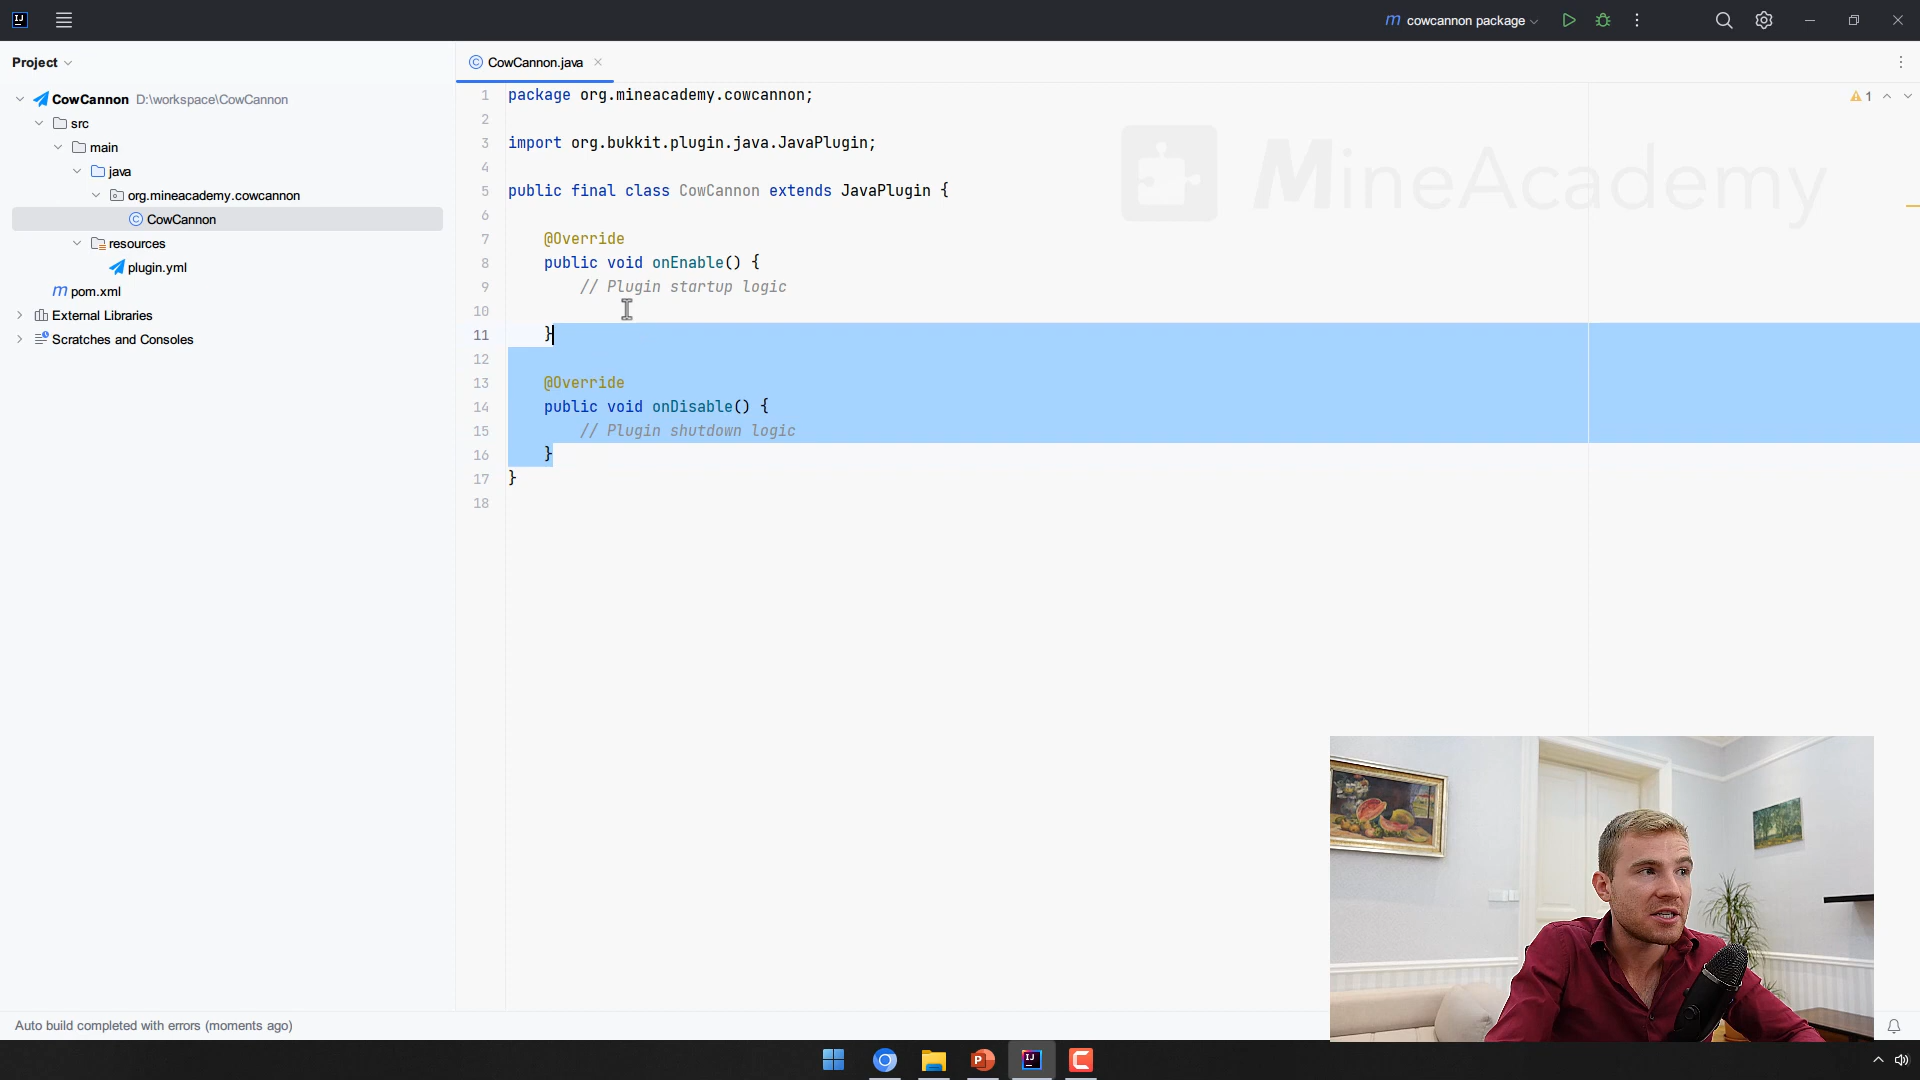 cowcannon package
Project
CowCannon.java
CowCannon D:\workspace\CowCannon
src
main
java
org.mineacademy.cowcannon
CowCannon
resources
plugin.yml
pom.xml
External Libraries
Scratches and Consoles
1 package org.mineacademy.cowcannon;
2
3 import org.bukkit.plugin.java.JavaPlugin;
4
5 public final class CowCannon extends JavaPlugin {
6
7 @Override
8 public void onEnable() {
9 // Plugin startup logic
10
11 }
12
13 @Override
14 public void onDisable() {
15 // Plugin shutdown logic
16 }
17 }
18
1
MineAcademy
Auto build completed with errors (moments ago)